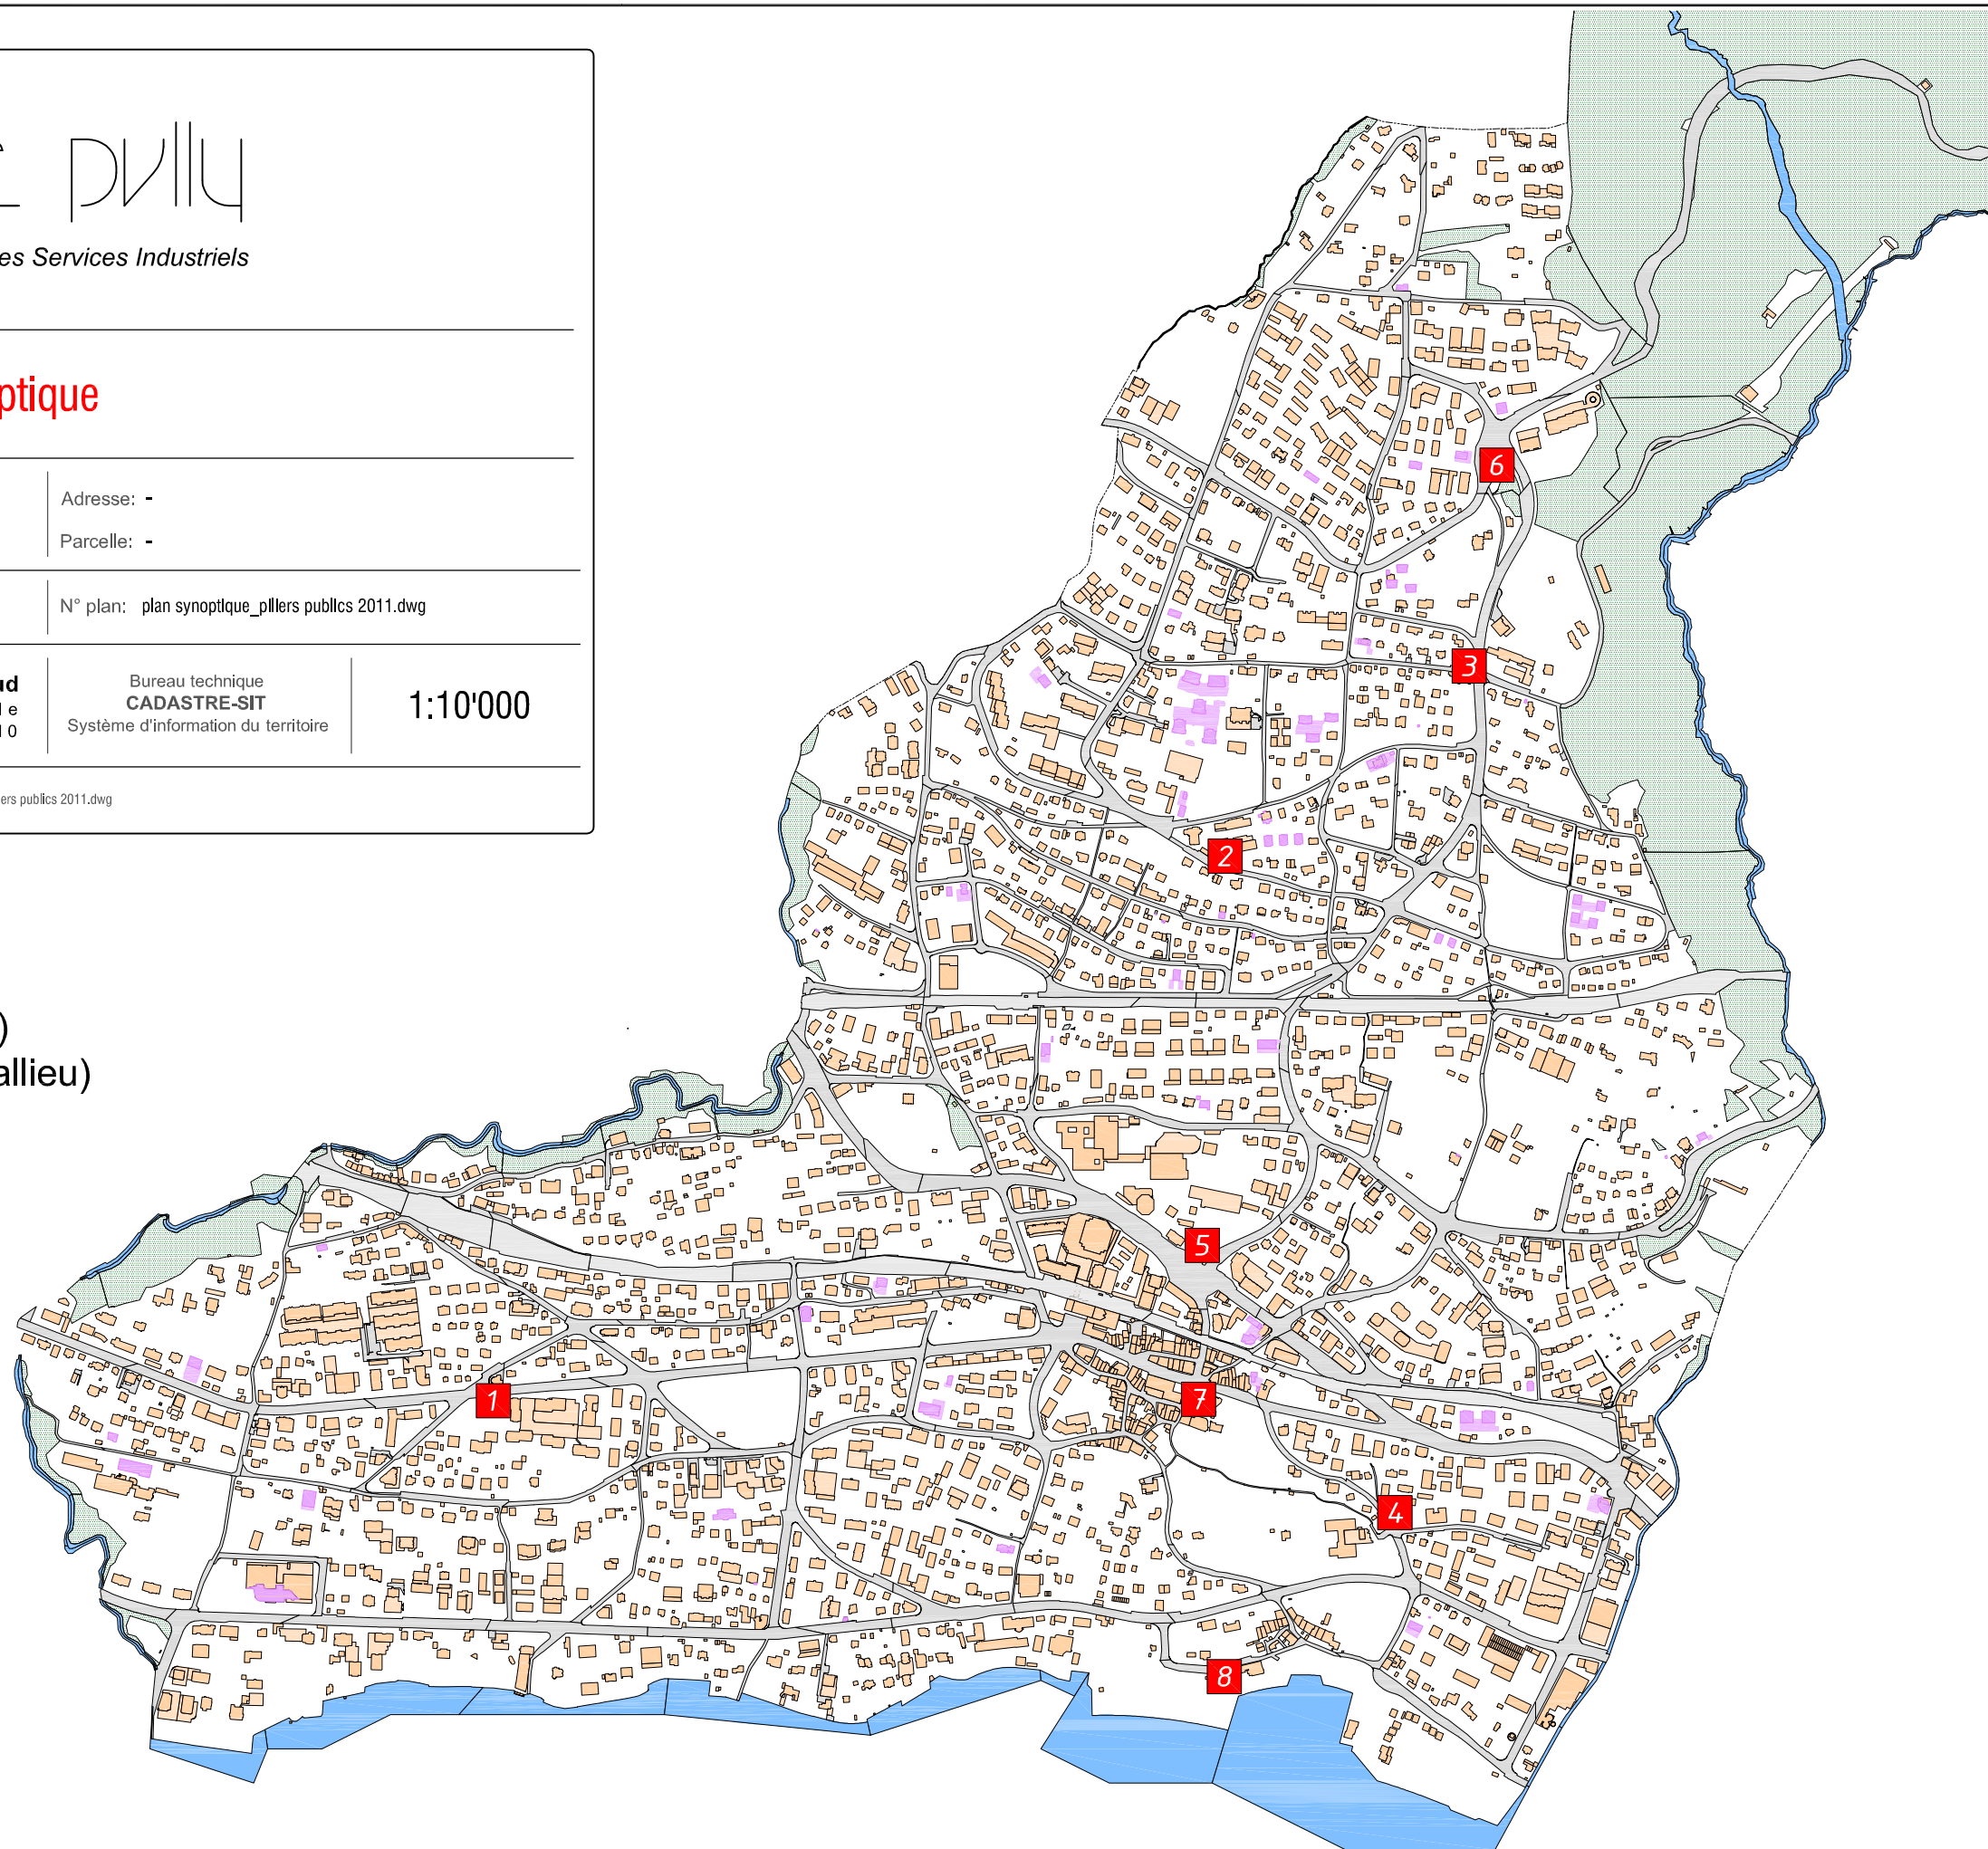 pully
es Services Industriels
ptique
Adresse: -
Parcelle: -
N° plan: plan synoptique_piliers publics 2011.dwg
ud
e
0
Bureau technique
CADASTRE-SIT
Système d'information du territoire
1:10'000
ers publics 2011.dwg
)
allieu)
6
3
2
5
1
7
4
8